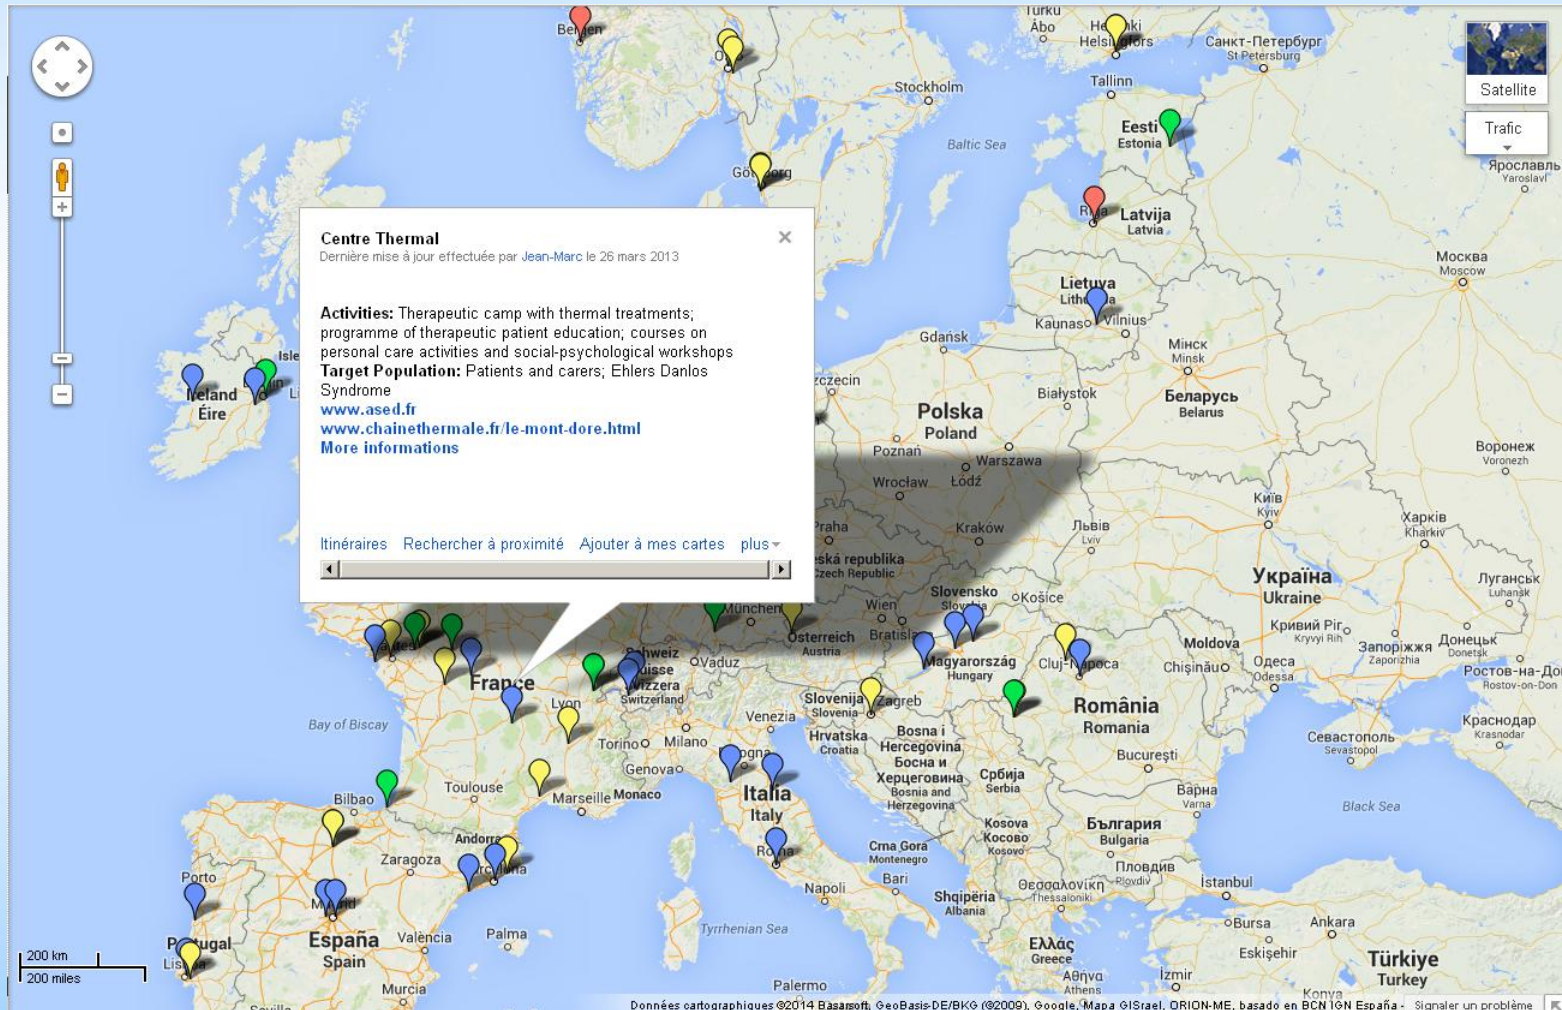 Turku
Åbo
Bergen
Helsingfors
Санкт-Петербург
St Petersburg
Tallinn
Stockholm
Satellite
Trafic
Eesti
Estonia
Baltic Sea
Ярославль
Yaroslavl
Latvija
Latvia
Centre Thermal
Dernière mise à jour effectuée par Jean-Marc le 26 mars 2013
Москва
Moscow
Lietuva
Kaunas
Vilnius
Activities: Therapeutic camp with thermal treatments;
programme of therapeutic patient education; courses on
personal care activities and social-psychological workshops
Target Population: Patients and carers; Ehlers Danlos
Syndrome
www.ased.fr
www.chainethermale.fr/le-mont-dore.html
More informations
Gdańsk
Мінск
Minsk
Ireland
Éire
Białystok
Беларусь
Belarus
Polska
Poland
Poznań
Warszawa
Воронеж
Voronezh
Wrocław
Łódź
Київ
Kyiv
Харків
Kharkiv
Praha
Kraków
Львів
Lviv
Itinéraires Rechercher à proximité Ajouter à mes cartes plus
Česká republika
Czech Republic
Україна
Ukraine
Луганськ
Luhansk
Slovensko
Košice
München
Wien
Österreich
Austria
Bratislava
Кривий Ріг
Kryvyi Rih
Запоріжжя
Zaporizhia
Донецьк
Donetsk
Moldova
Chișinău
Одеса
Odessa
Ростов-на-До
Rostov-on-Don
Schweiz
Suisse
Svizzera
Switzerland
Vaduz
Magyarország
Hungary
Cluj-Napoca
France
Lyon
Slovenija
Slovenia
Zagreb
România
Romania
Bay of Biscay
Torino
Milano
Venezia
Hrvatska
Croatia
Bosna i
Hercegovina
Босна и
Херцеговина
Bosnia and
Herzegovina
Краснодар
Krasnodar
Севастополь
Sevastopol
București
Genova
Bologna
Србија
Serbia
Toulouse
Marseille
Monaco
Bilbao
Italia
Italy
Варна
Varna
Black Sea
Kosova
Косово
Kosovo
България
Bulgaria
Andorra
Zaragoza
Barcelona
Roma
Crna Gora
Montenegro
Пловдив
Plovdiv
Porto
Napoli
Bari
Θεσσαλονίκη
Thessaloniki
İstanbul
Madrid
Shqipëria
Albania
Bursa
Ankara
Portugal
España
Spain
València
Palma
Tyrrhenian Sea
Ελλάς
Greece
Eskişehir
Türkiye
Turkey
200 km
200 miles
Αθήνα
Athens
İzmir
Murcia
Palermo
Konya
Données cartographiques ©2014 Basarsoft, GeoBasis-DE/BKG (©2009), Google, Mapa GISrael, ORION-ME, basado en BCN IGN España - Signaler un problème